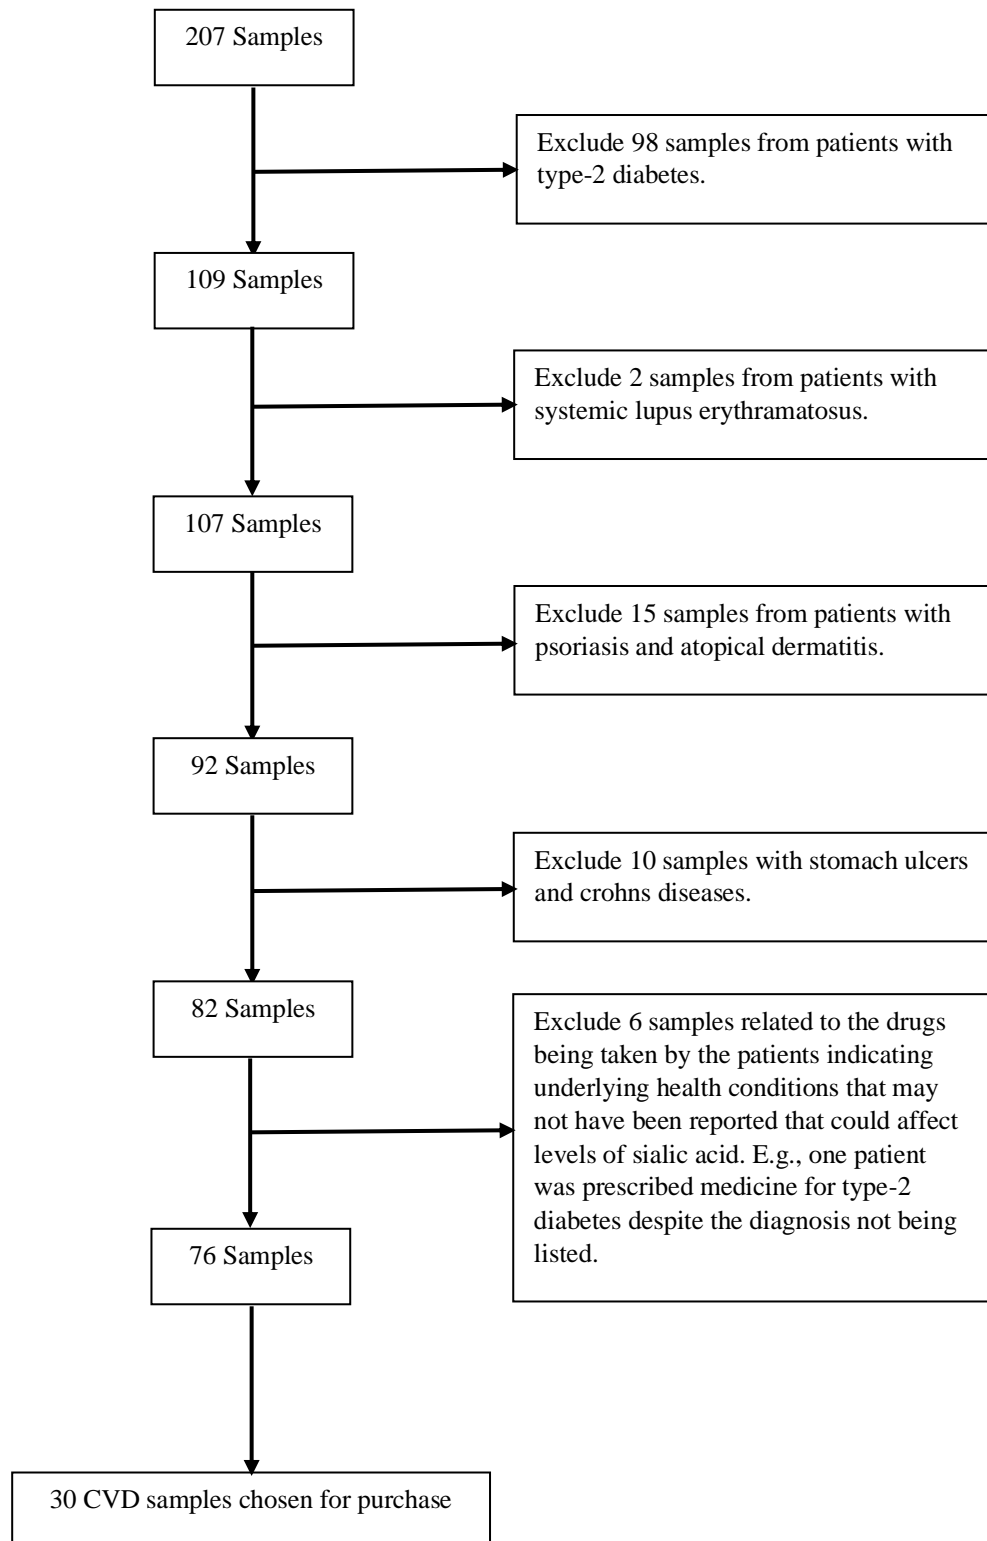 207 Samples
Exclude 98 samples from patients with
type-2 diabetes.
109 Samples
Exclude 2 samples from patients with
systemic lupus erythramatosus.
107 Samples
Exclude 15 samples from patients with
psoriasis and atopical dermatitis.
92 Samples
Exclude 10 samples with stomach ulcers
and crohns diseases.
82 Samples
Exclude 6 samples related to the drugs
being taken by the patients indicating
underlying health conditions that may
not have been reported that could affect
levels of sialic acid. E.g., one patient
was prescribed medicine for type-2
diabetes despite the diagnosis not being
listed.
76 Samples
30 CVD samples chosen for purchase